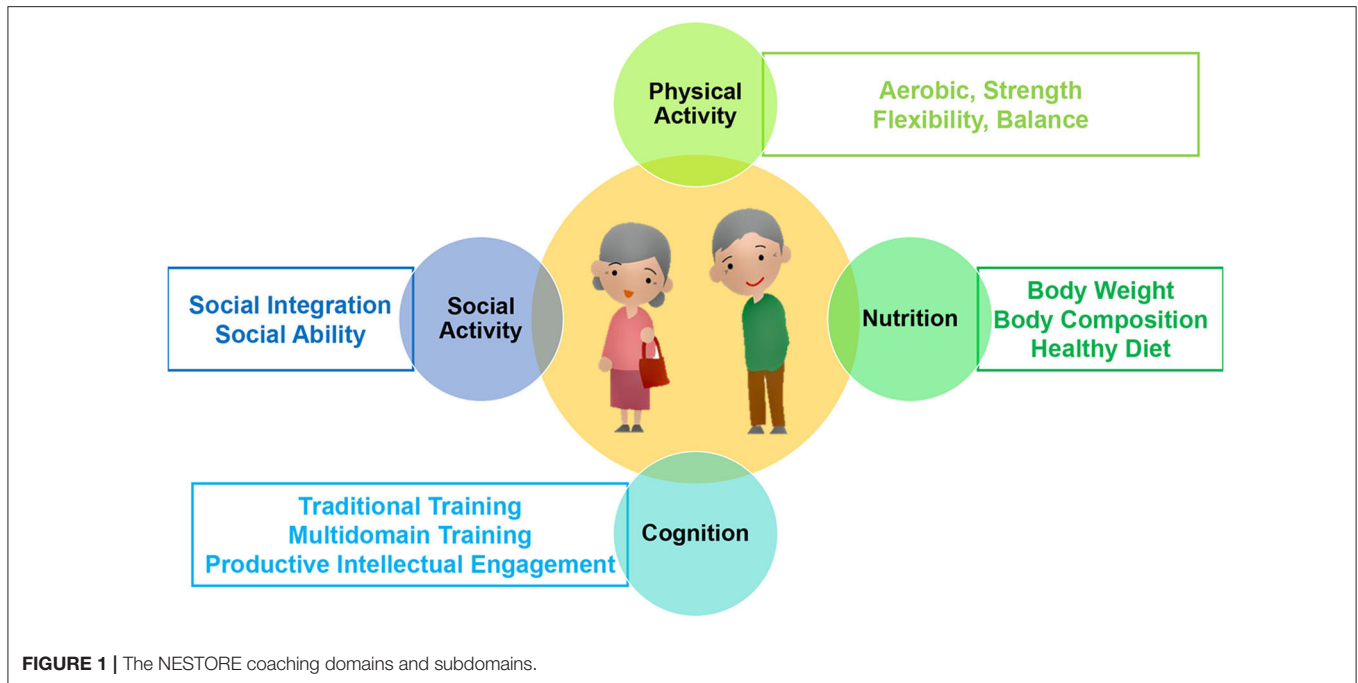 Physical
Activity
Aerobic, Strength
Flexibility, Balance
Social Integration
Social Ability
Social
Activity
Nutrition
Body Weight
Body Composition
Healthy Diet
Traditional Training
Multidomain Training
Productive Intellectual Engagement
Cognition
FIGURE 1 | The NESTORE coaching domains and subdomains.